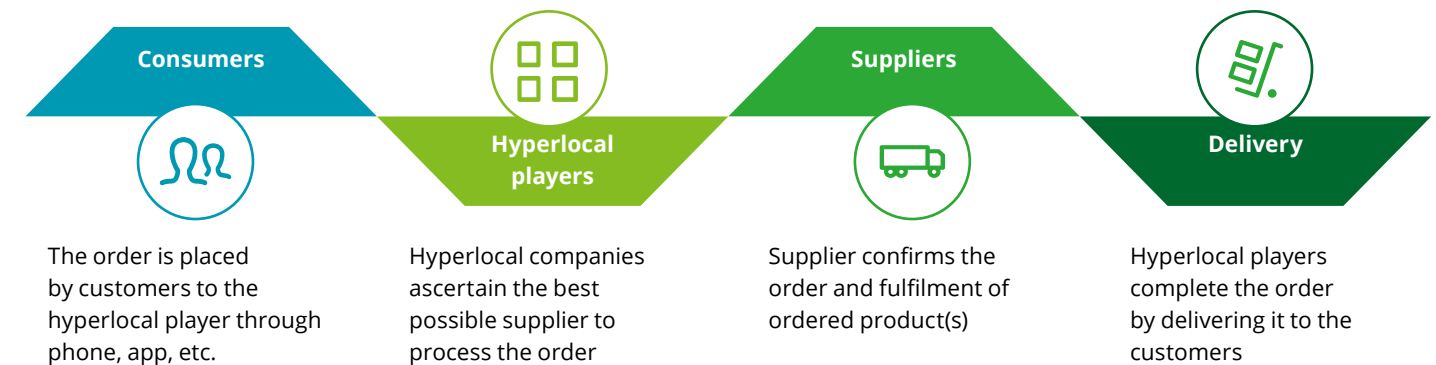 Consumers
The order is placed
by customers to the
hyperlocal player through
phone, app, etc.
Hyperlocal
players
Hyperlocal companies
ascertain the best
possible supplier to
process the order
Suppliers
Supplier confirms the
order and fulfilment of
ordered product(s)
Delivery
Hyperlocal players
complete the order
by delivering it to the
customers